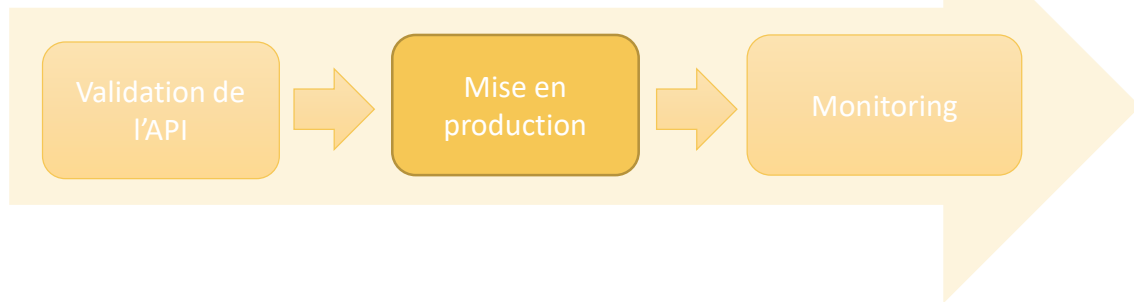 Validation de
l’API
Mise en
production
Monitoring